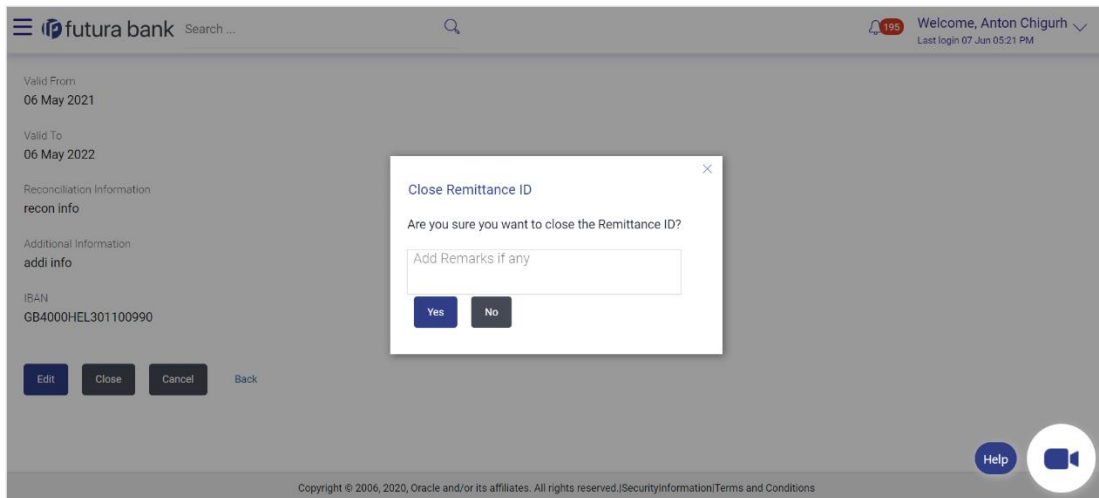 futura bank Search ...
195
Welcome, Anton Chigurh
Last login 07 Jun 05:21 PM
Valid From
06 May 2021
Valid To
06 May 2022
Reconciliation Information
recon info
Additional Information
addi info
IBAN
GB4000HEL301100990
Edit Close Cancel Back
Close Remittance ID
Are you sure you want to close the Remittance ID?
Add Remarks if any
Yes No
Help
Copyright © 2006, 2020, Oracle and/or its affiliates. All rights reserved.|SecurityInformation|Terms and Conditions